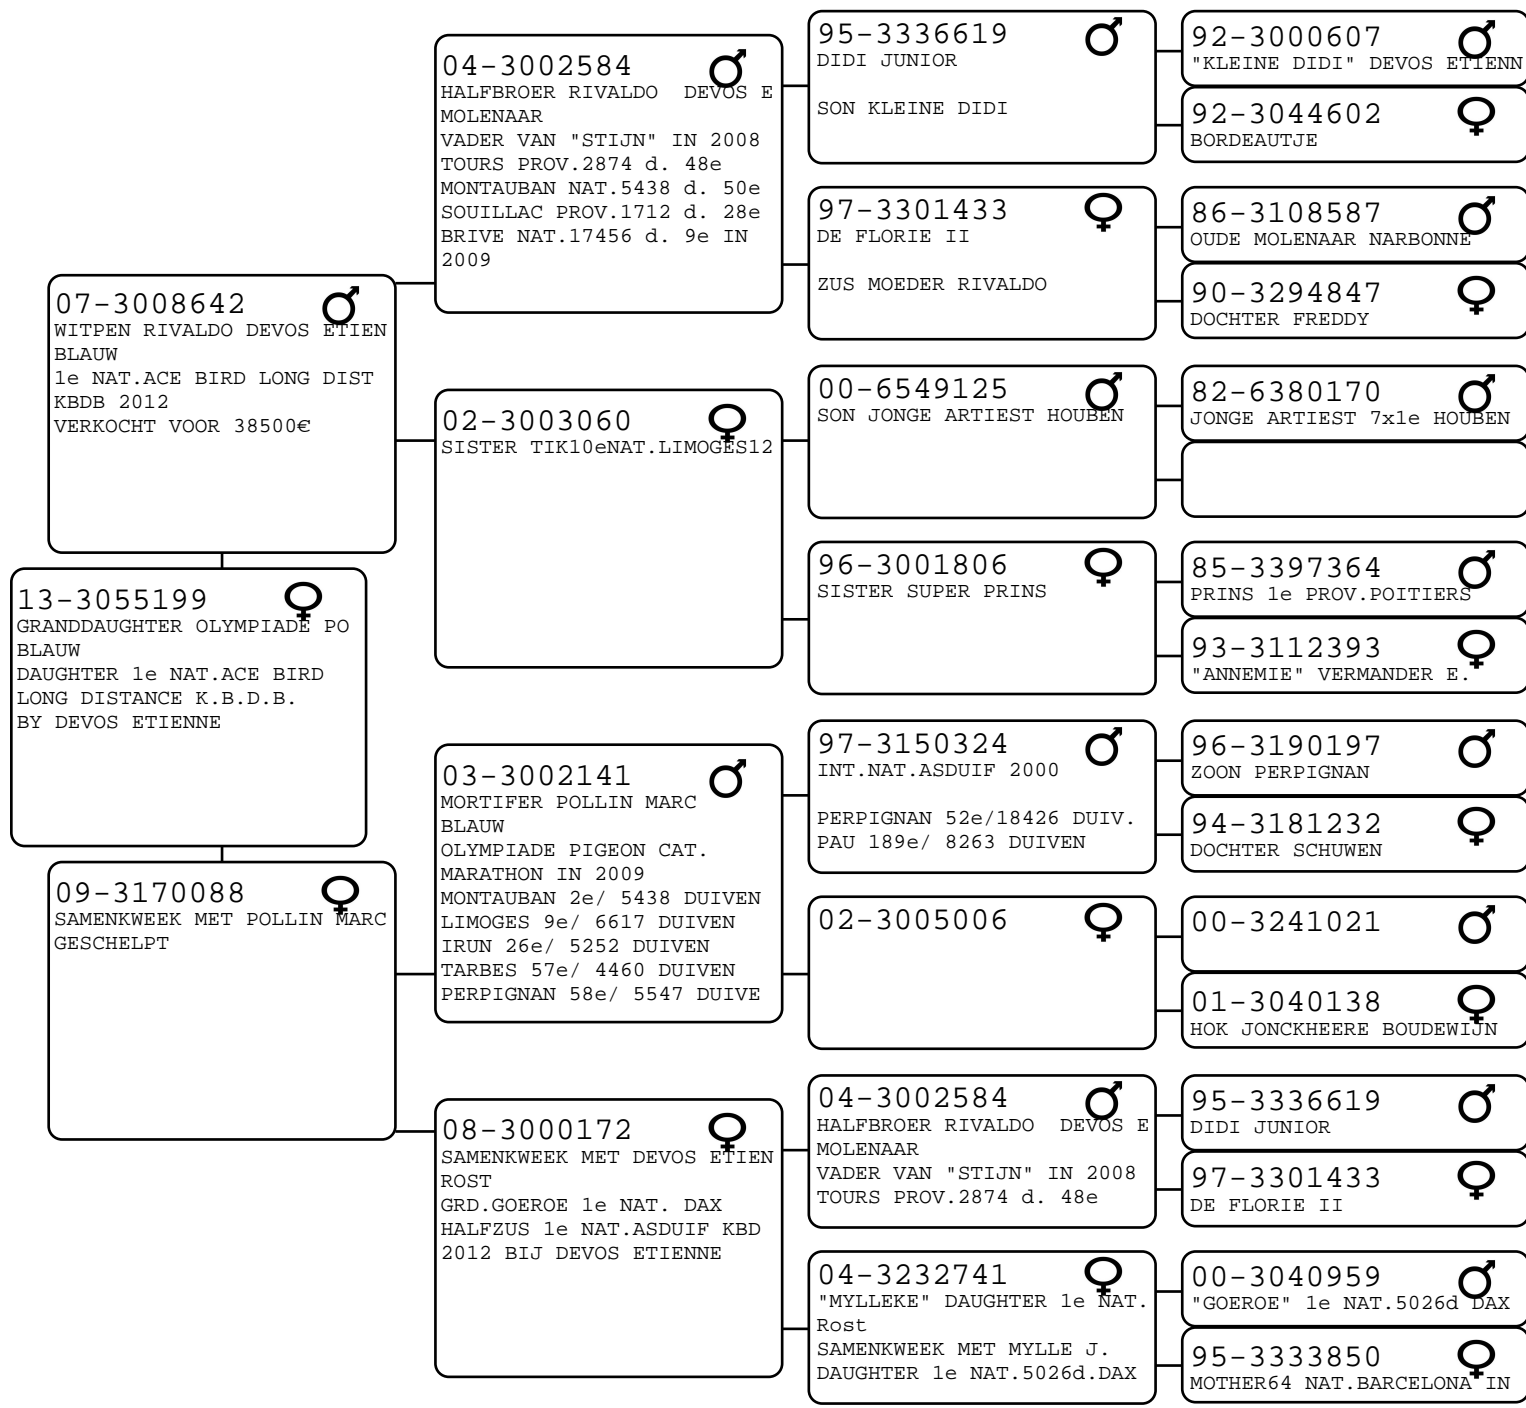 13-3055199
GRANDDAUGHTER OLYMPIADE PO
BLAUW
DAUGHTER 1e NAT.ACE BIRD
LONG DISTANCE K.B.D.B.
BY DEVOS ETIENNE
07-3008642
WITPEN RIVALDO DEVOS ETIEN
BLAUW
1e NAT.ACE BIRD LONG DIST
KBDB 2012
VERKOCHT VOOR 38500€
09-3170088
SAMENKWEEK MET POLLIN MARC
GESCHELPT
04-3002584
HALFBROER RIVALDO  DEVOS E
MOLENAAR
VADER VAN "STIJN" IN 2008
TOURS PROV.2874 d. 48e
MONTAUBAN NAT.5438 d. 50e
SOUILLAC PROV.1712 d. 28e
BRIVE NAT.17456 d. 9e IN
2009
02-3003060
SISTER TIK10eNAT.LIMOGES12
03-3002141
MORTIFER POLLIN MARC
BLAUW
OLYMPIADE PIGEON CAT.
MARATHON IN 2009
MONTAUBAN 2e/ 5438 DUIVEN
LIMOGES 9e/ 6617 DUIVEN
IRUN 26e/ 5252 DUIVEN
TARBES 57e/ 4460 DUIVEN
PERPIGNAN 58e/ 5547 DUIVE
08-3000172
SAMENKWEEK MET DEVOS ETIEN
ROST
GRD.GOEROE 1e NAT. DAX
HALFZUS 1e NAT.ASDUIF KBD
2012 BIJ DEVOS ETIENNE
95-3336619
DIDI JUNIOR
SON KLEINE DIDI
97-3301433
DE FLORIE II
ZUS MOEDER RIVALDO
00-6549125
SON JONGE ARTIEST HOUBEN
96-3001806
SISTER SUPER PRINS
97-3150324
INT.NAT.ASDUIF 2000
PERPIGNAN 52e/18426 DUIV.
PAU 189e/ 8263 DUIVEN
02-3005006
04-3002584
HALFBROER RIVALDO  DEVOS E
MOLENAAR
VADER VAN "STIJN" IN 2008
TOURS PROV.2874 d. 48e
04-3232741
"MYLLEKE" DAUGHTER 1e NAT.
Rost
SAMENKWEEK MET MYLLE J.
DAUGHTER 1e NAT.5026d.DAX
92-3000607
"KLEINE DIDI" DEVOS ETIENN
92-3044602
BORDEAUTJE
86-3108587
OUDE MOLENAAR NARBONNE
90-3294847
DOCHTER FREDDY
82-6380170
JONGE ARTIEST 7x1e HOUBEN
85-3397364
PRINS 1e PROV.POITIERS
93-3112393
"ANNEMIE" VERMANDER E.
96-3190197
ZOON PERPIGNAN
94-3181232
DOCHTER SCHUWEN
00-3241021
01-3040138
HOK JONCKHEERE BOUDEWIJN
95-3336619
DIDI JUNIOR
97-3301433
DE FLORIE II
00-3040959
"GOEROE" 1e NAT.5026d DAX
95-3333850
MOTHER64 NAT.BARCELONA IN